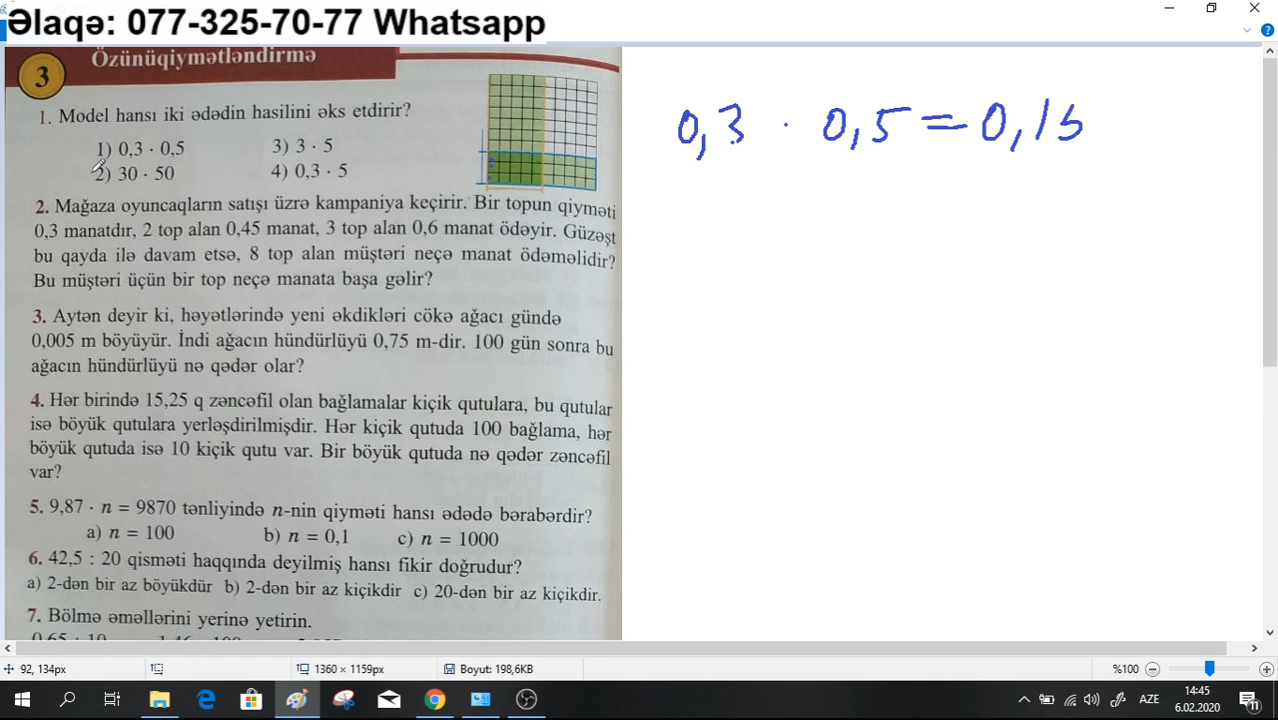 Əlaqə: 077-325-70-77 Whatsapp
3
Özünüqiymətləndirmə
1. Model hansı iki ədədin hasilini əks etdirir?
1) 0,3 · 0,5
3) 3 · 5
2) 30 · 50
4) 0,3 · 5
0,3 · 0,5 = 0,15
2. Mağaza oyuncaqların satışı üzrə kampaniya keçirir. Bir topun qiyməti
0,3 manatdır, 2 top alan 0,45 manat, 3 top alan 0,6 manat ödəyir. Güzəşt
bu qayda ilə davam etsə, 8 top alan müştəri neçə manat ödəməlidir?
Bu müştəri üçün bir top neçə manata başa gəlir?
3. Aytən deyir ki, həyətlərində yeni əkdikləri cökə ağacı gündə
0,005 m böyüyür. İndi ağacın hündürlüyü 0,75 m-dir. 100 gün sonra bu
ağacın hündürlüyü nə qədər olar?
4. Hər birində 15,25 q zəncəfil olan bağlamalar kiçik qutulara, bu qutular
isə böyük qutulara yerləşdirilmişdir. Hər kiçik qutuda 100 bağlama, hər
böyük qutuda isə 10 kiçik qutu var. Bir böyük qutuda nə qədər zəncəfil
var?
5. 9,87 · n = 9870 tənliyində n-nin qiyməti hansı ədədə bərabərdir?
a) n = 100 b) n = 0,1 c) n = 1000
6. 42,5 : 20 qisməti haqqında deyilmiş hansı fikir doğrudur?
a) 2-dən bir az böyükdür b) 2-dən bir az kiçikdir c) 20-dən bir az kiçikdir.
7. Bölmə əməllərini yerinə yetirin.
0,65 : 10
92, 134px
1360 × 1159px
Boyut: 198,6KB
%100
AZE
14:45
6.02.2020
11